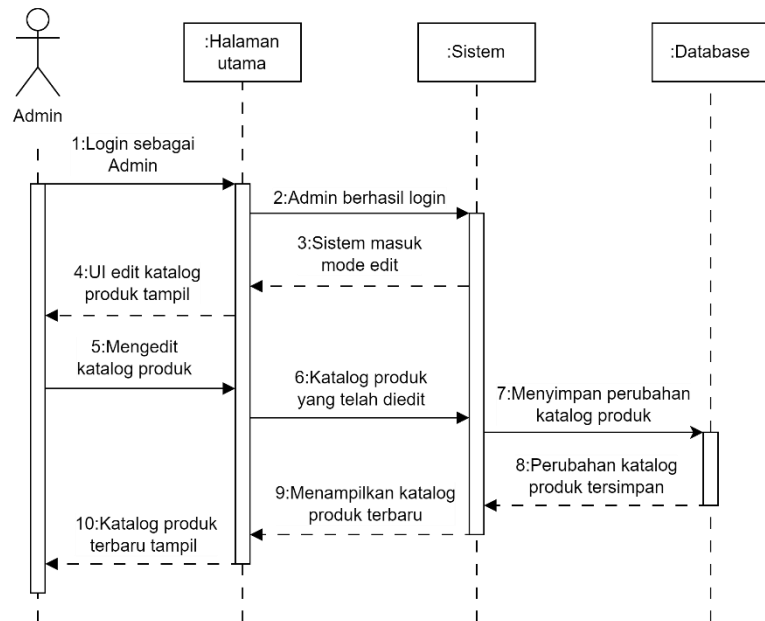 :Halaman
utama
:Sistem
:Database
Admin
1:Login sebagai
Admin
2:Admin berhasil login
3:Sistem masuk
mode edit
4:UI edit katalog
produk tampil
5:Mengedit
katalog produk
6:Katalog produk
yang telah diedit
7:Menyimpan perubahan
katalog produk
8:Perubahan katalog
produk tersimpan
9:Menampilkan katalog
produk terbaru
10:Katalog produk
terbaru tampil